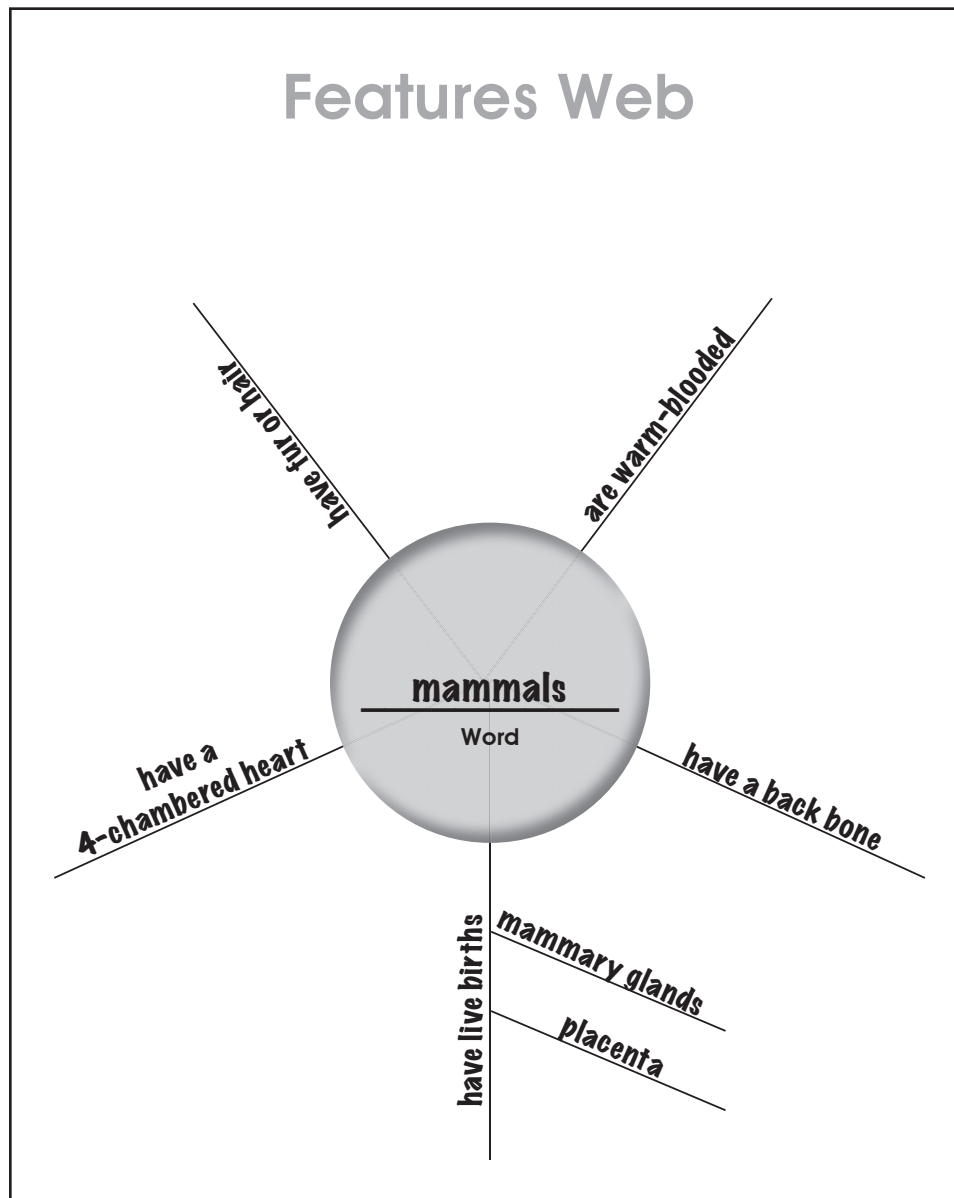 Features Web
have fur or hair
are warm-blooded
mammals
Word
have a
4-chambered heart
have a back bone
have live births
mammary glands
placenta